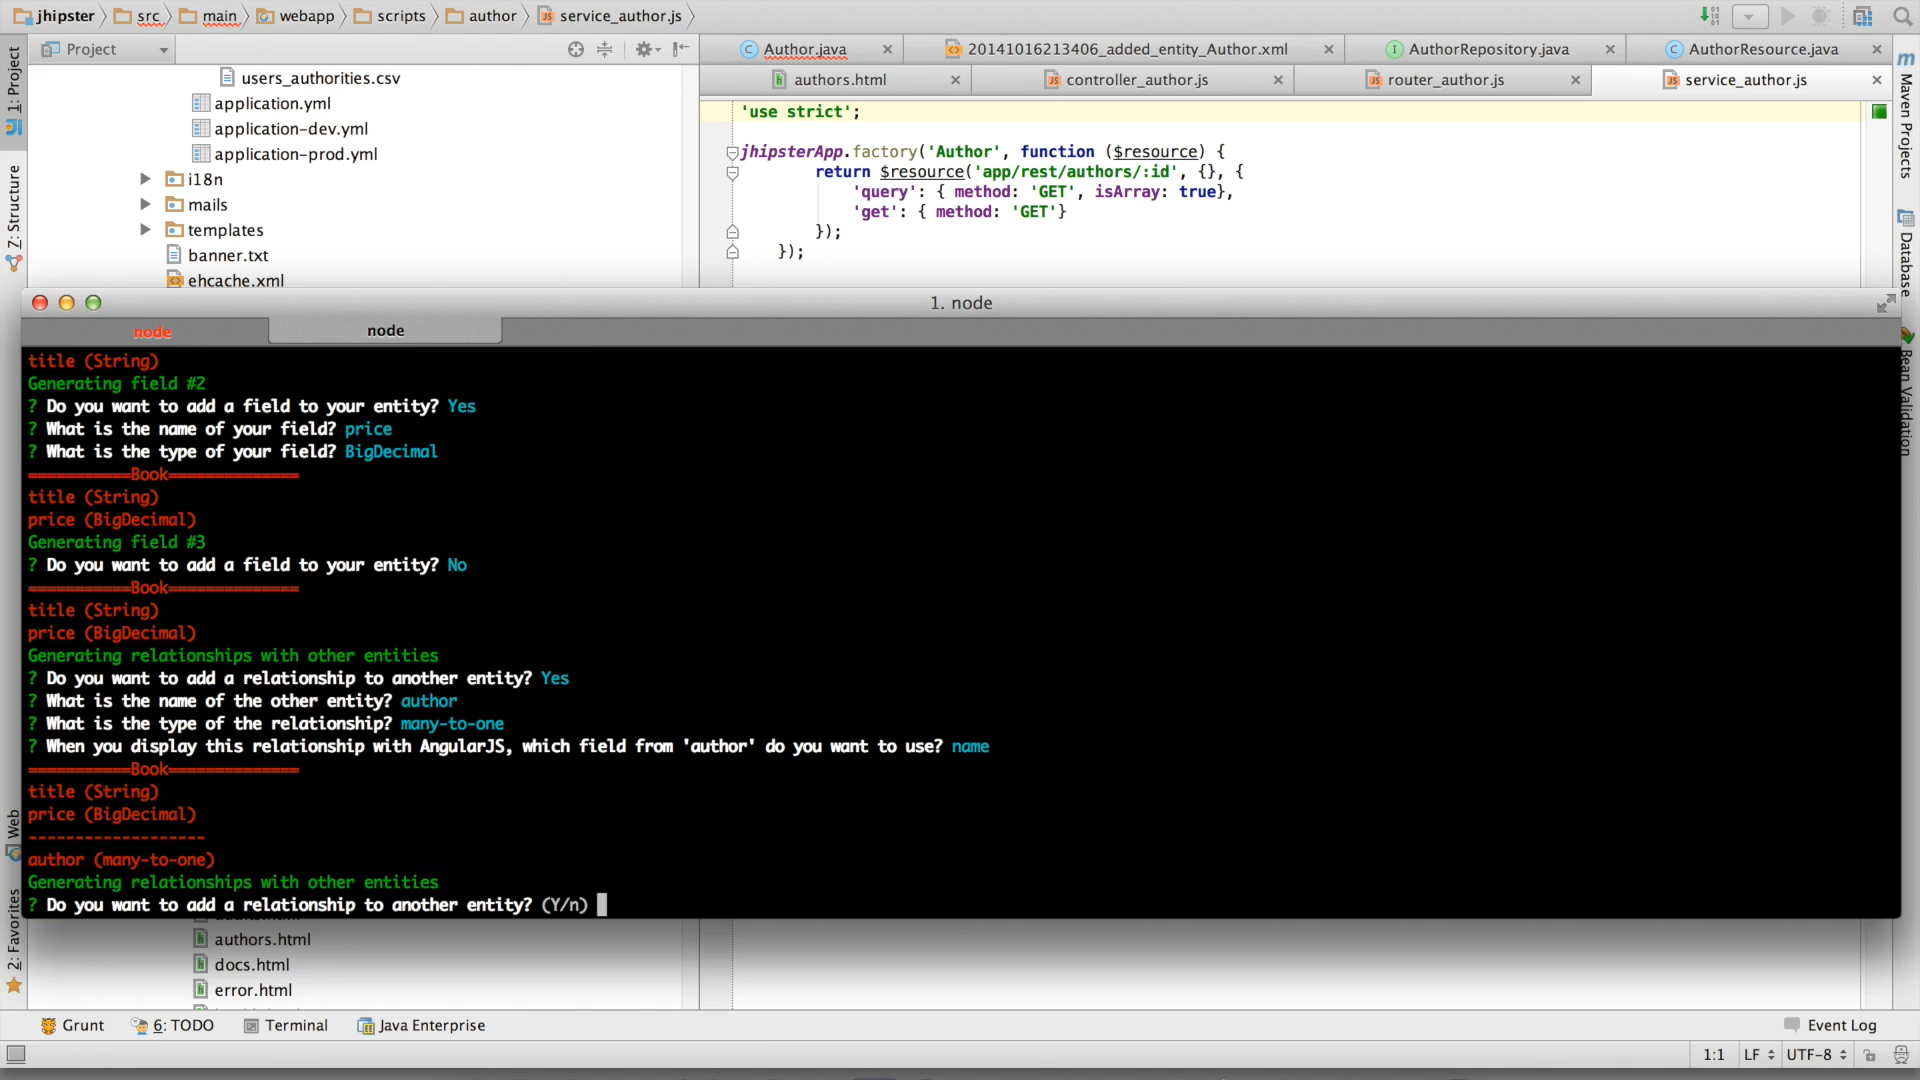 jhipster src main webapp scripts author service_author.js
Project
Author.java 20141016213406_added_entity_Author.xml AuthorRepository.java AuthorResource.java
authors.html controller_author.js router_author.js service_author.js
1: Project
Z: Structure
Web
2: Favorites
users_authorities.csv
application.yml
application-dev.yml
application-prod.yml
i18n
mails
templates
banner.txt
ehcache.xml
'use strict';
jhipsterApp.factory('Author', function ($resource) {
return $resource('app/rest/authors/:id', {}, {
'query': { method: 'GET', isArray: true},
'get': { method: 'GET'}
});
});
m Maven Projects
Database
Bean Validation
1. node
node node
title (String)
Generating field #2
? Do you want to add a field to your entity? Yes
? What is the name of your field? price
? What is the type of your field? BigDecimal
===========Book==============
title (String)
price (BigDecimal)
Generating field #3
? Do you want to add a field to your entity? No
===========Book==============
title (String)
price (BigDecimal)
Generating relationships with other entities
? Do you want to add a relationship to another entity? Yes
? What is the name of the other entity? author
? What is the type of the relationship? many-to-one
? When you display this relationship with AngularJS, which field from 'author' do you want to use? name
===========Book==============
title (String)
price (BigDecimal)
-------------------
author (many-to-one)
Generating relationships with other entities
? Do you want to add a relationship to another entity? (Y/n)
authors.html
docs.html
error.html
Grunt 6: TODO Terminal Java Enterprise Event Log
1:1 LF UTF-8